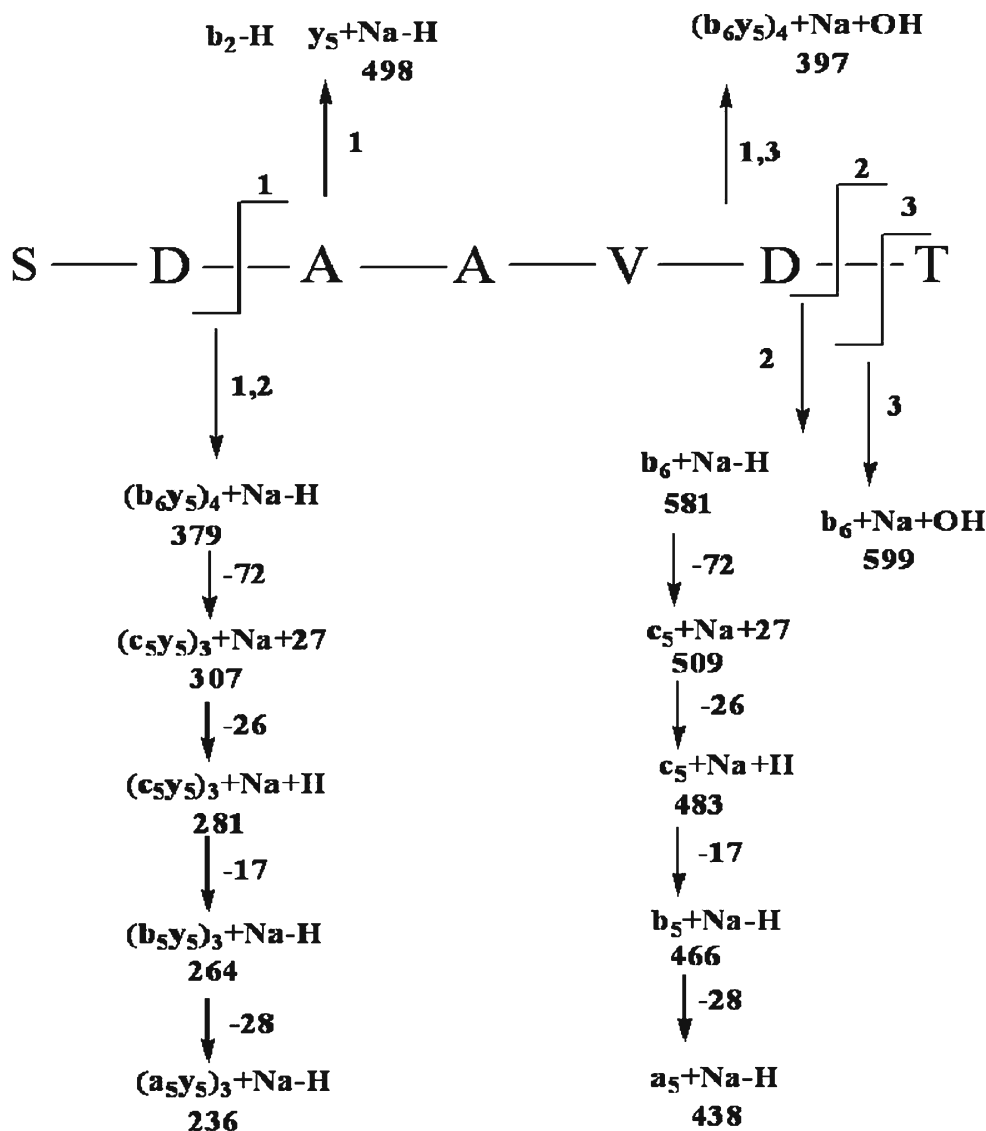 b₂-H y₅+Na-H
498
(b₆y₅)₄+Na+OH
397
1
1,3
1
2
3
S D A A V D T
1,2
2
3
(b₆y₅)₄+Na-H
379
-72
(c₅y₅)₃+Na+27
307
-26
(c₅y₅)₃+Na+H
281
-17
(b₅y₅)₃+Na-H
264
-28
(a₅y₅)₃+Na-H
236
b₆+Na-H
581
-72
c₅+Na+27
509
-26
c₅+Na+H
483
-17
b₅+Na-H
466
-28
a₅+Na-H
438
b₆+Na+OH
599